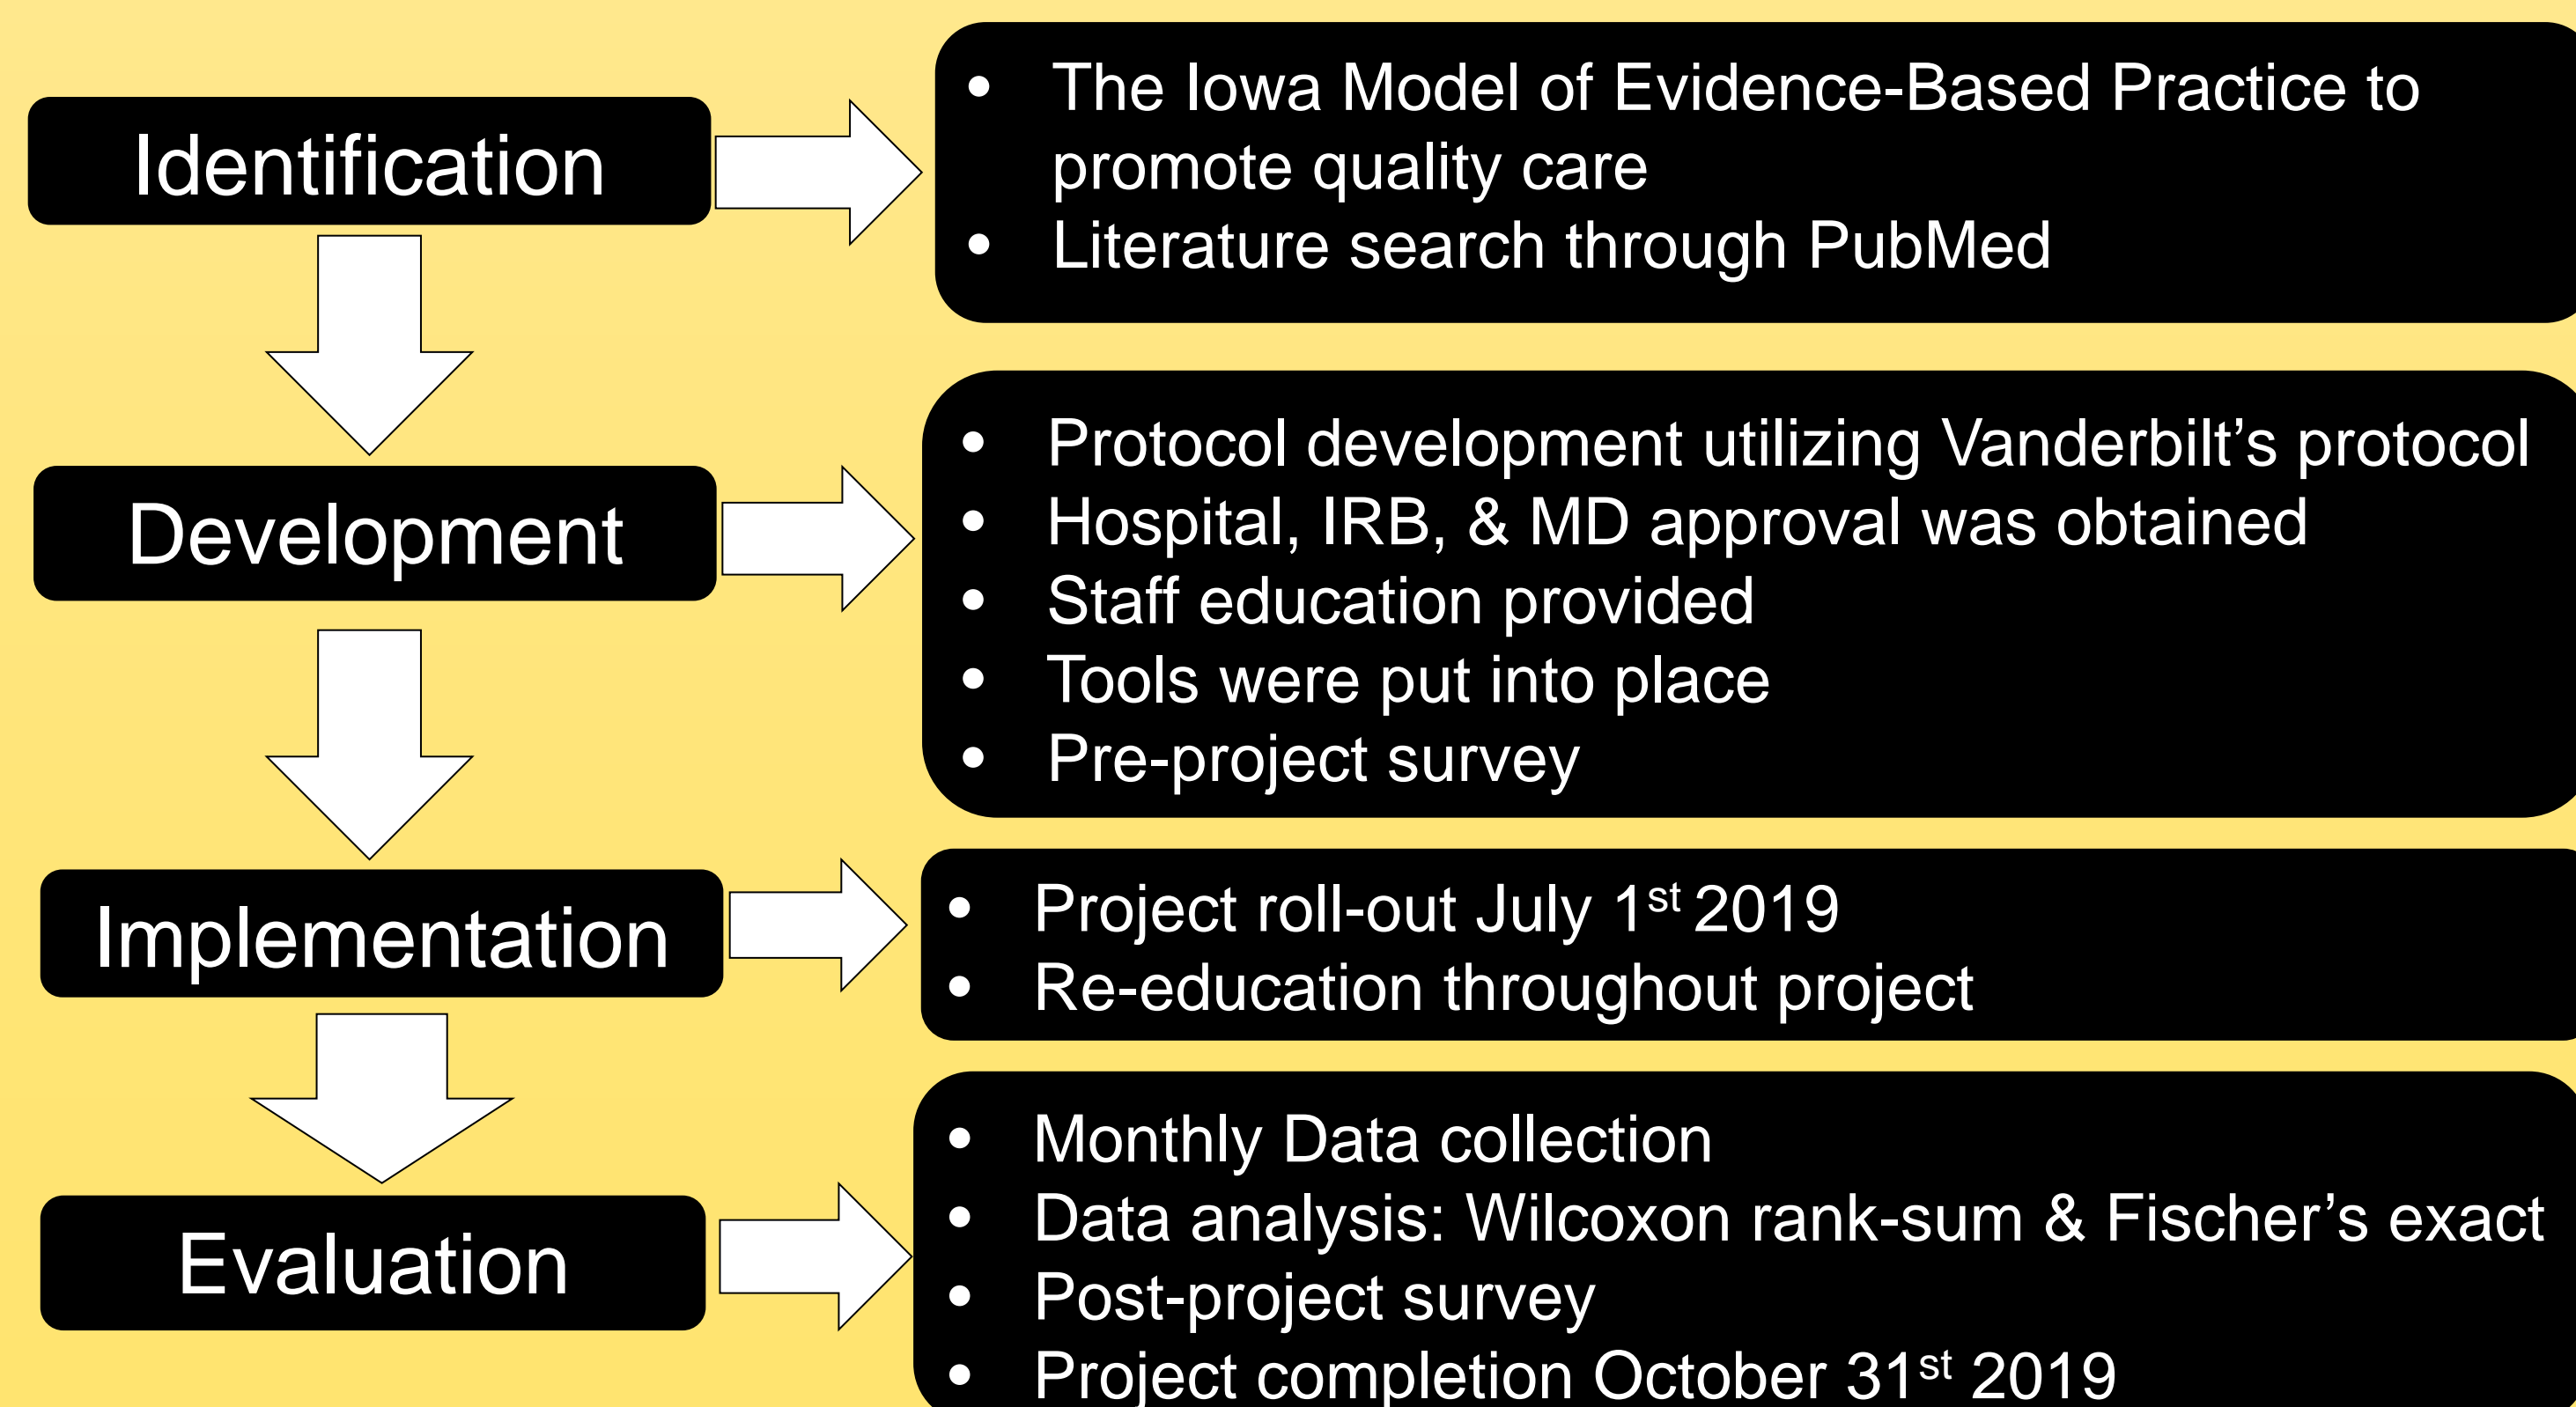 Identification
• The Iowa Model of Evidence-Based Practice to
promote quality care
• Literature search through PubMed
Development
• Protocol development utilizing Vanderbilt’s protocol
• Hospital, IRB, & MD approval was obtained
• Staff education provided
• Tools were put into place
• Pre-project survey
Implementation
• Project roll-out July 1st 2019
• Re-education throughout project
Evaluation
• Monthly Data collection
• Data analysis: Wilcoxon rank-sum & Fischer’s exact
• Post-project survey
• Project completion October 31st 2019